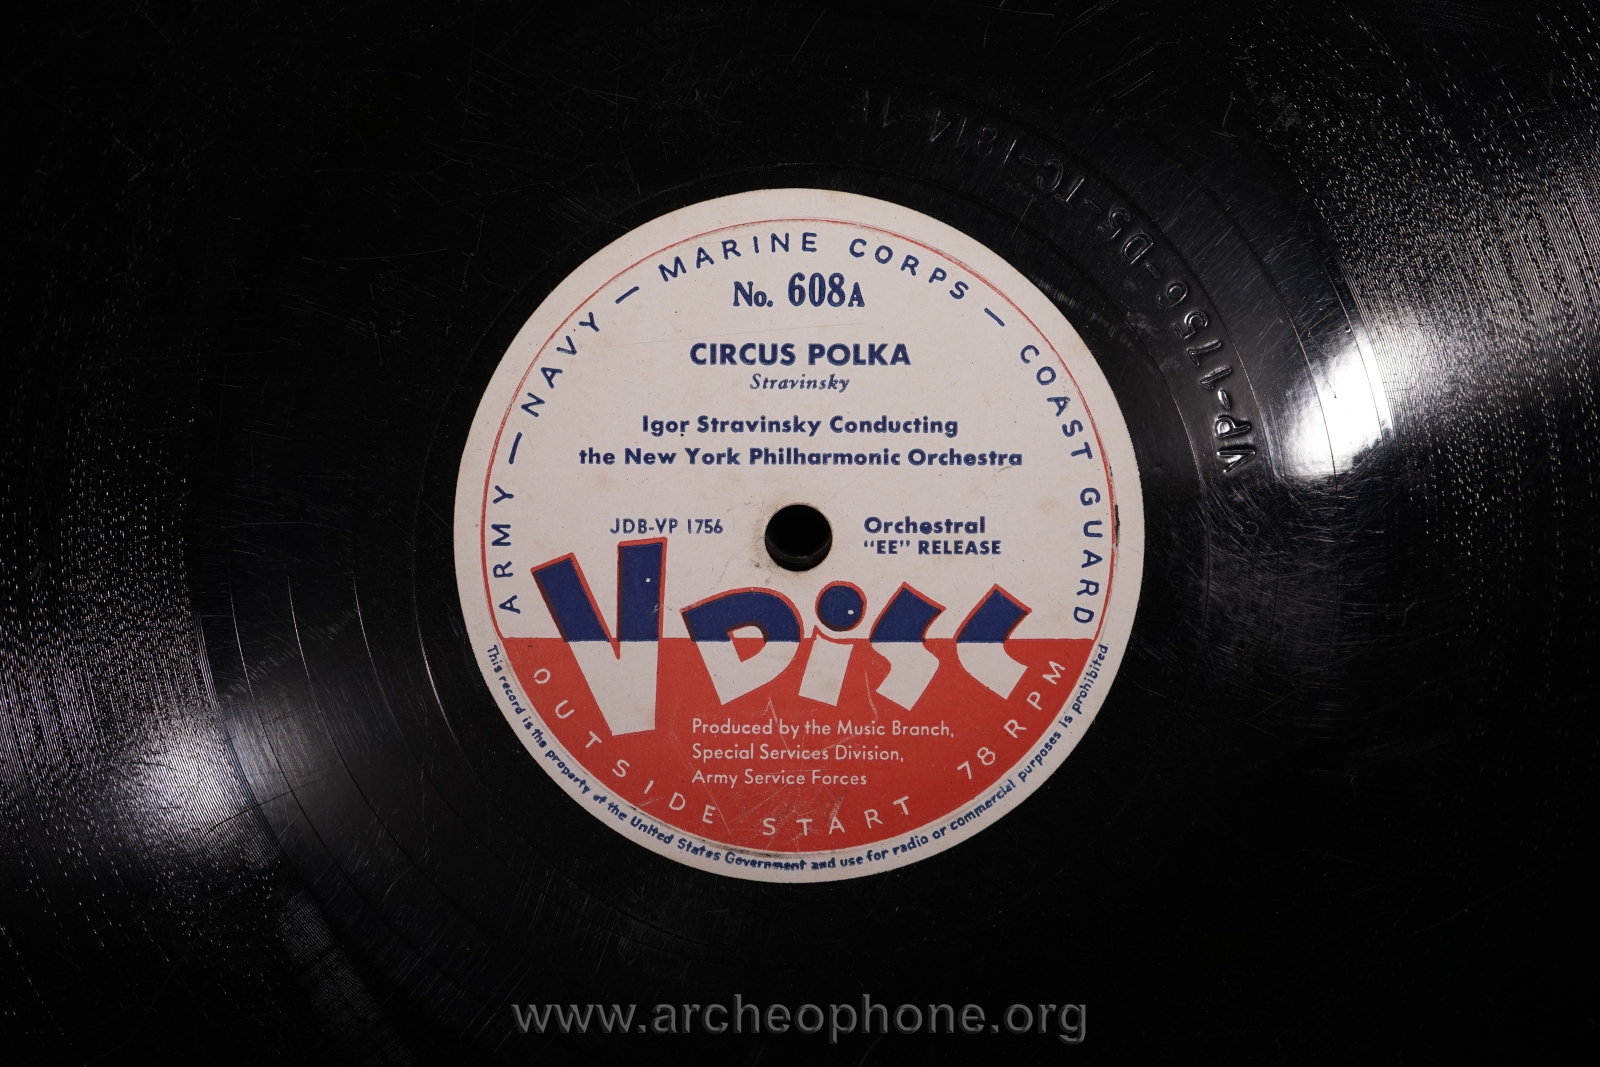 ARMY — NAVY — MARINE CORPS — COAST GUARD
No. 608A
CIRCUS POLKA
Stravinsky
Igor Stravinsky Conducting
the New York Philharmonic Orchestra
JDB-VP 1756
Orchestral
“EE” RELEASE
V DiSC
Produced by the Music Branch,
Special Services Division,
Army Service Forces
OUTSIDE START 78 RPM
This record is the property of the United States Government and use for radio or commercial purposes is prohibited.
VP-1756-D5-TC-1814-1
www.archeophone.org